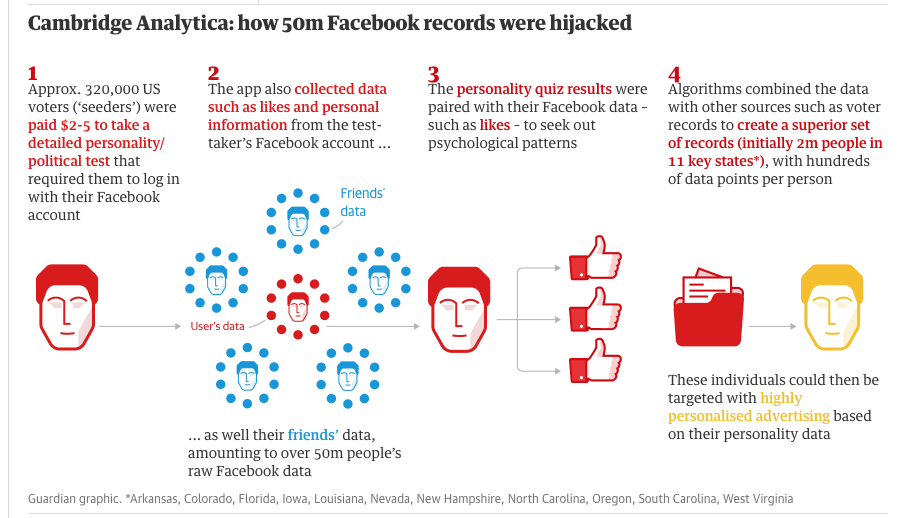 Cambridge Analytica: how 50m Facebook records were hijacked
1
Approx. 320,000 US
voters (‘seeders’) were
paid $2-5 to take a
detailed personality/
political test that
required them to log in
with their Facebook
account
2
The app also collected data
such as likes and personal
information from the test-
taker’s Facebook account ...
Friends’
data
User’s data
... as well their friends’ data,
amounting to over 50m people’s
raw Facebook data
3
The personality quiz results were
paired with their Facebook data –
such as likes – to seek out
psychological patterns
4
Algorithms combined the data
with other sources such as voter
records to create a superior set
of records (initially 2m people in
11 key states*), with hundreds
of data points per person
These individuals could then be
targeted with highly
personalised advertising based
on their personality data
Guardian graphic. *Arkansas, Colorado, Florida, Iowa, Louisiana, Nevada, New Hampshire, North Carolina, Oregon, South Carolina, West Virginia